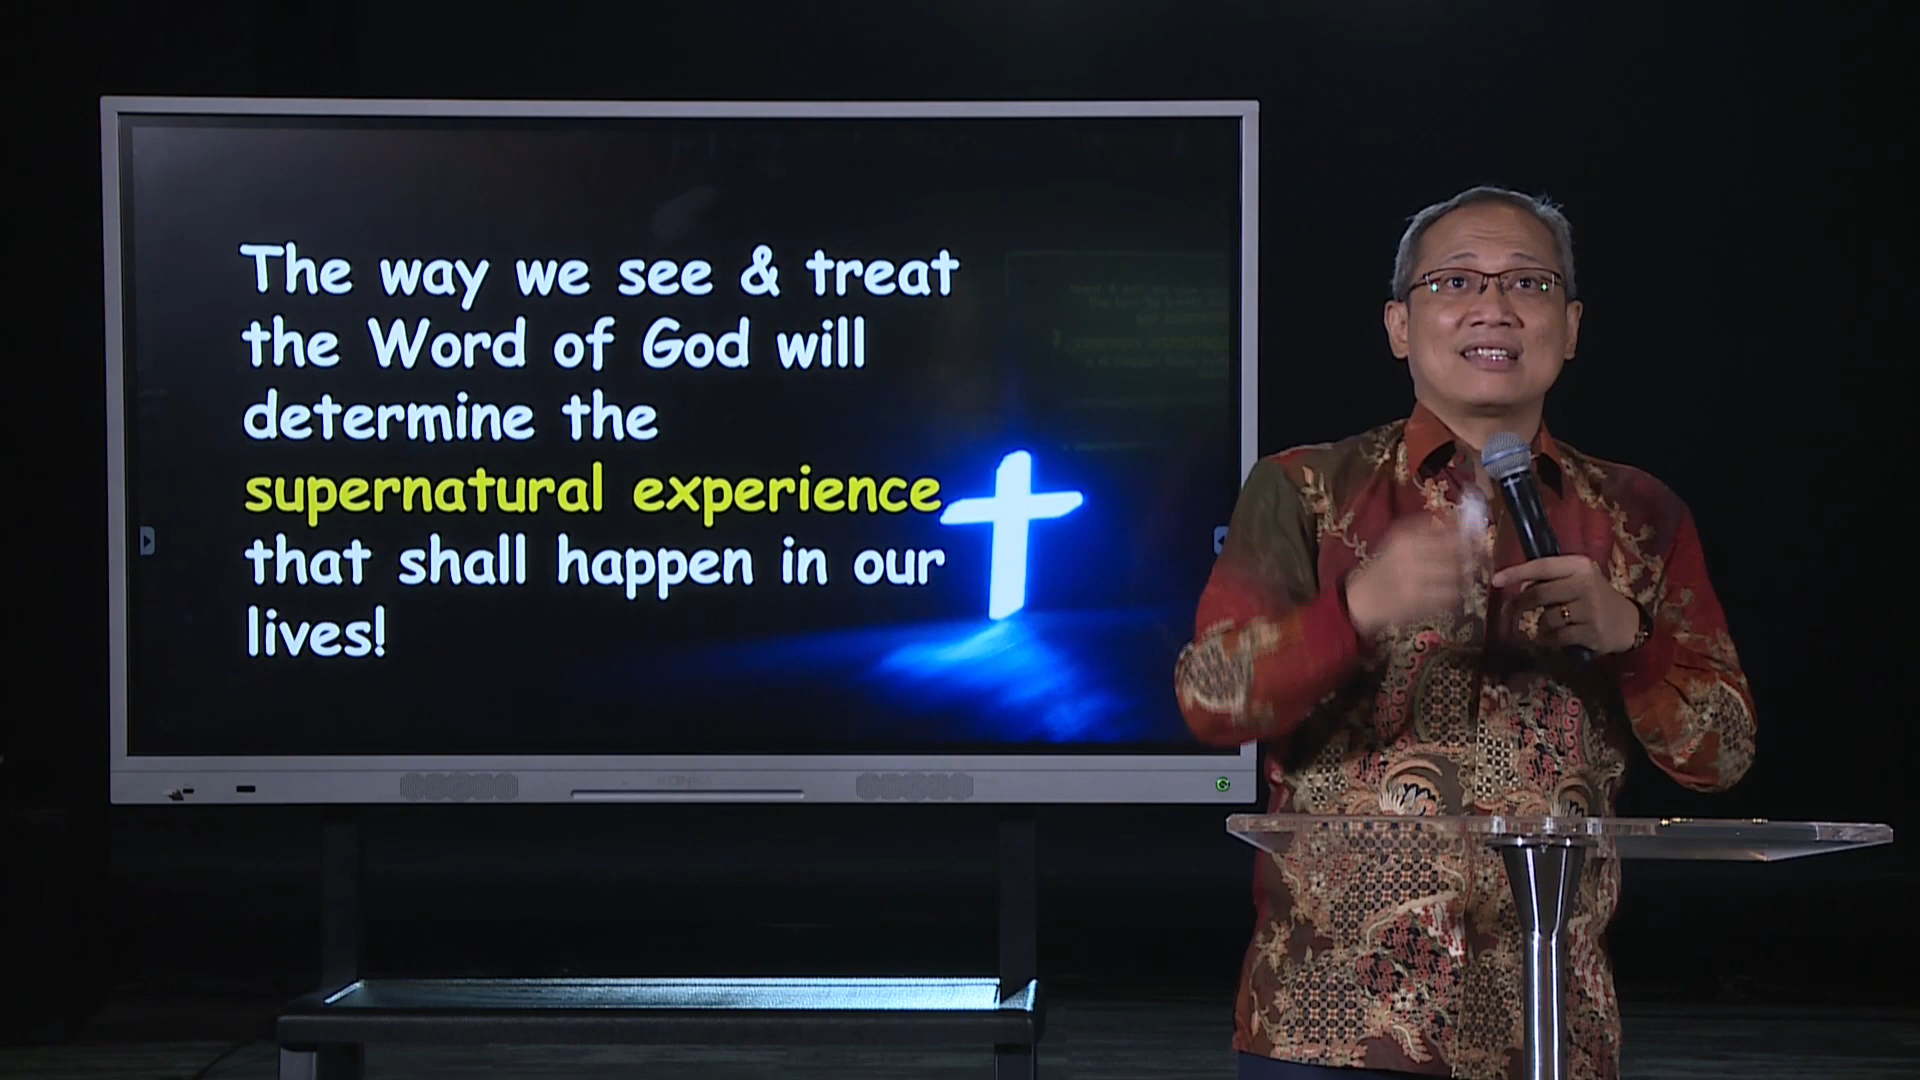 The way we see & treat
the Word of God will
determine the
supernatural experience
that shall happen in our
lives!